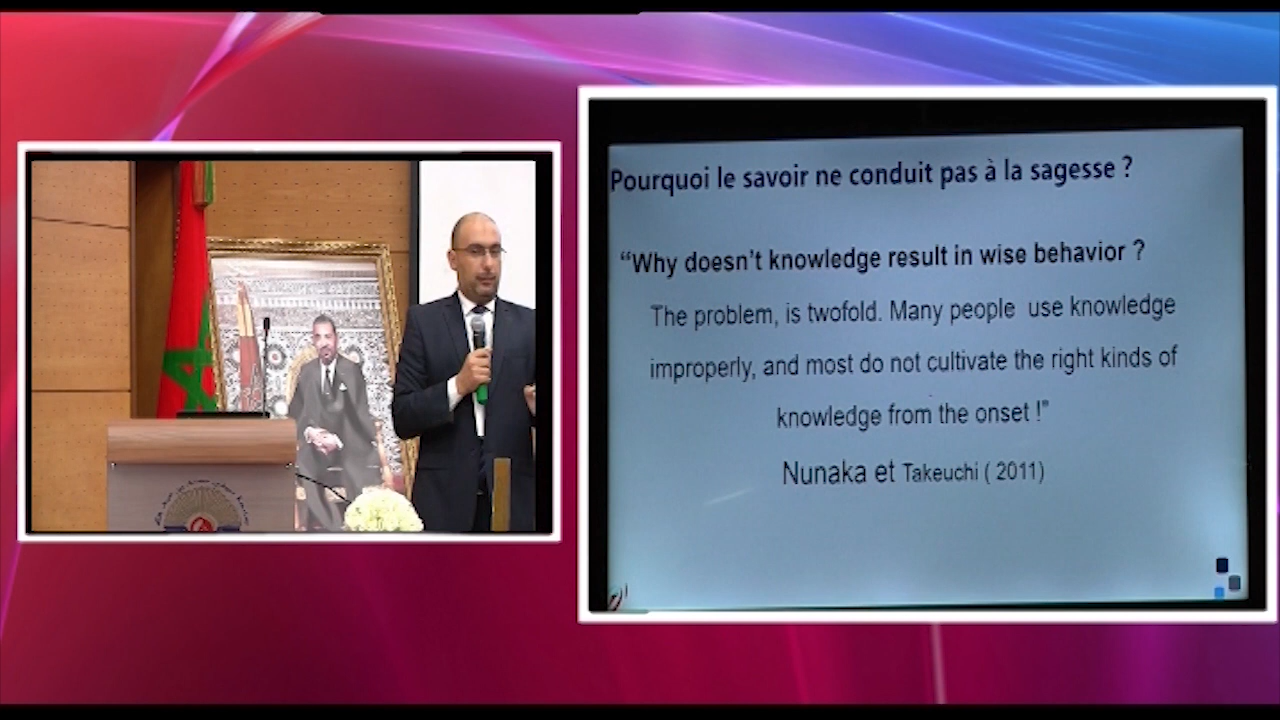 Pourquoi le savoir ne conduit pas à la sagesse ?
“Why doesn’t knowledge result in wise behavior ?
The problem, is twofold. Many people use knowledge
improperly, and most do not cultivate the right kinds of
knowledge from the onset !”
Nunaka et Takeuchi ( 2011)